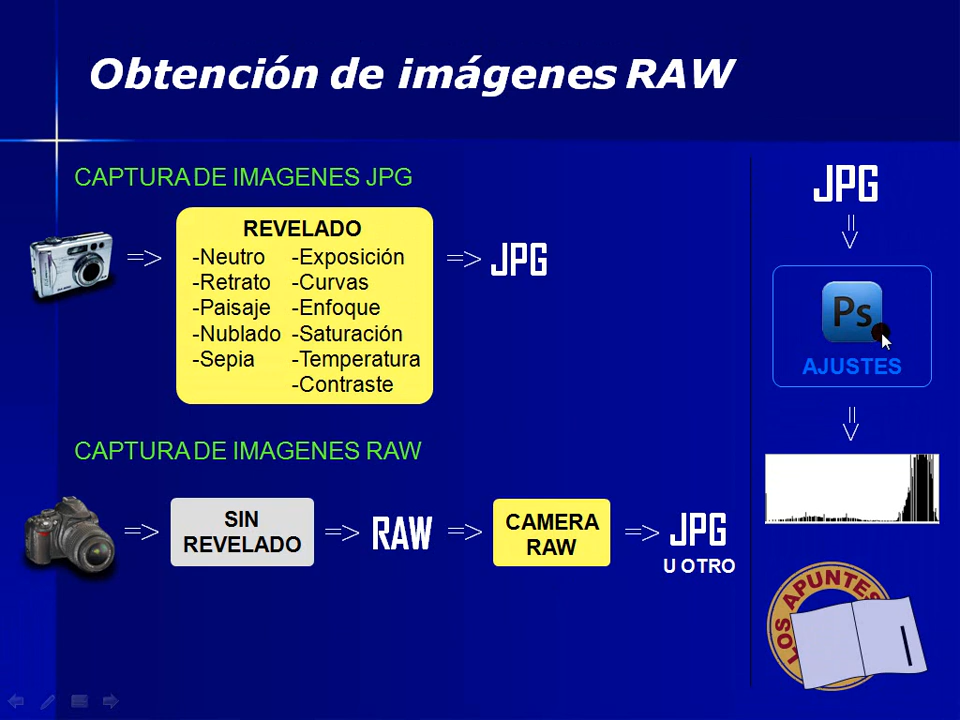 Obtención de imágenes RAW
CAPTURA DE IMAGENES JPG
REVELADO
-Neutro -Exposición
-Retrato -Curvas
-Paisaje -Enfoque
-Nublado -Saturación
-Sepia -Temperatura
-Contraste
=>
=>
JPG
CAPTURA DE IMAGENES RAW
=>
SIN
REVELADO
=>
RAW
=>
CAMERA
RAW
=>
JPG
U OTRO
JPG
=>
Ps
AJUSTES
=>
LOS APUNTES